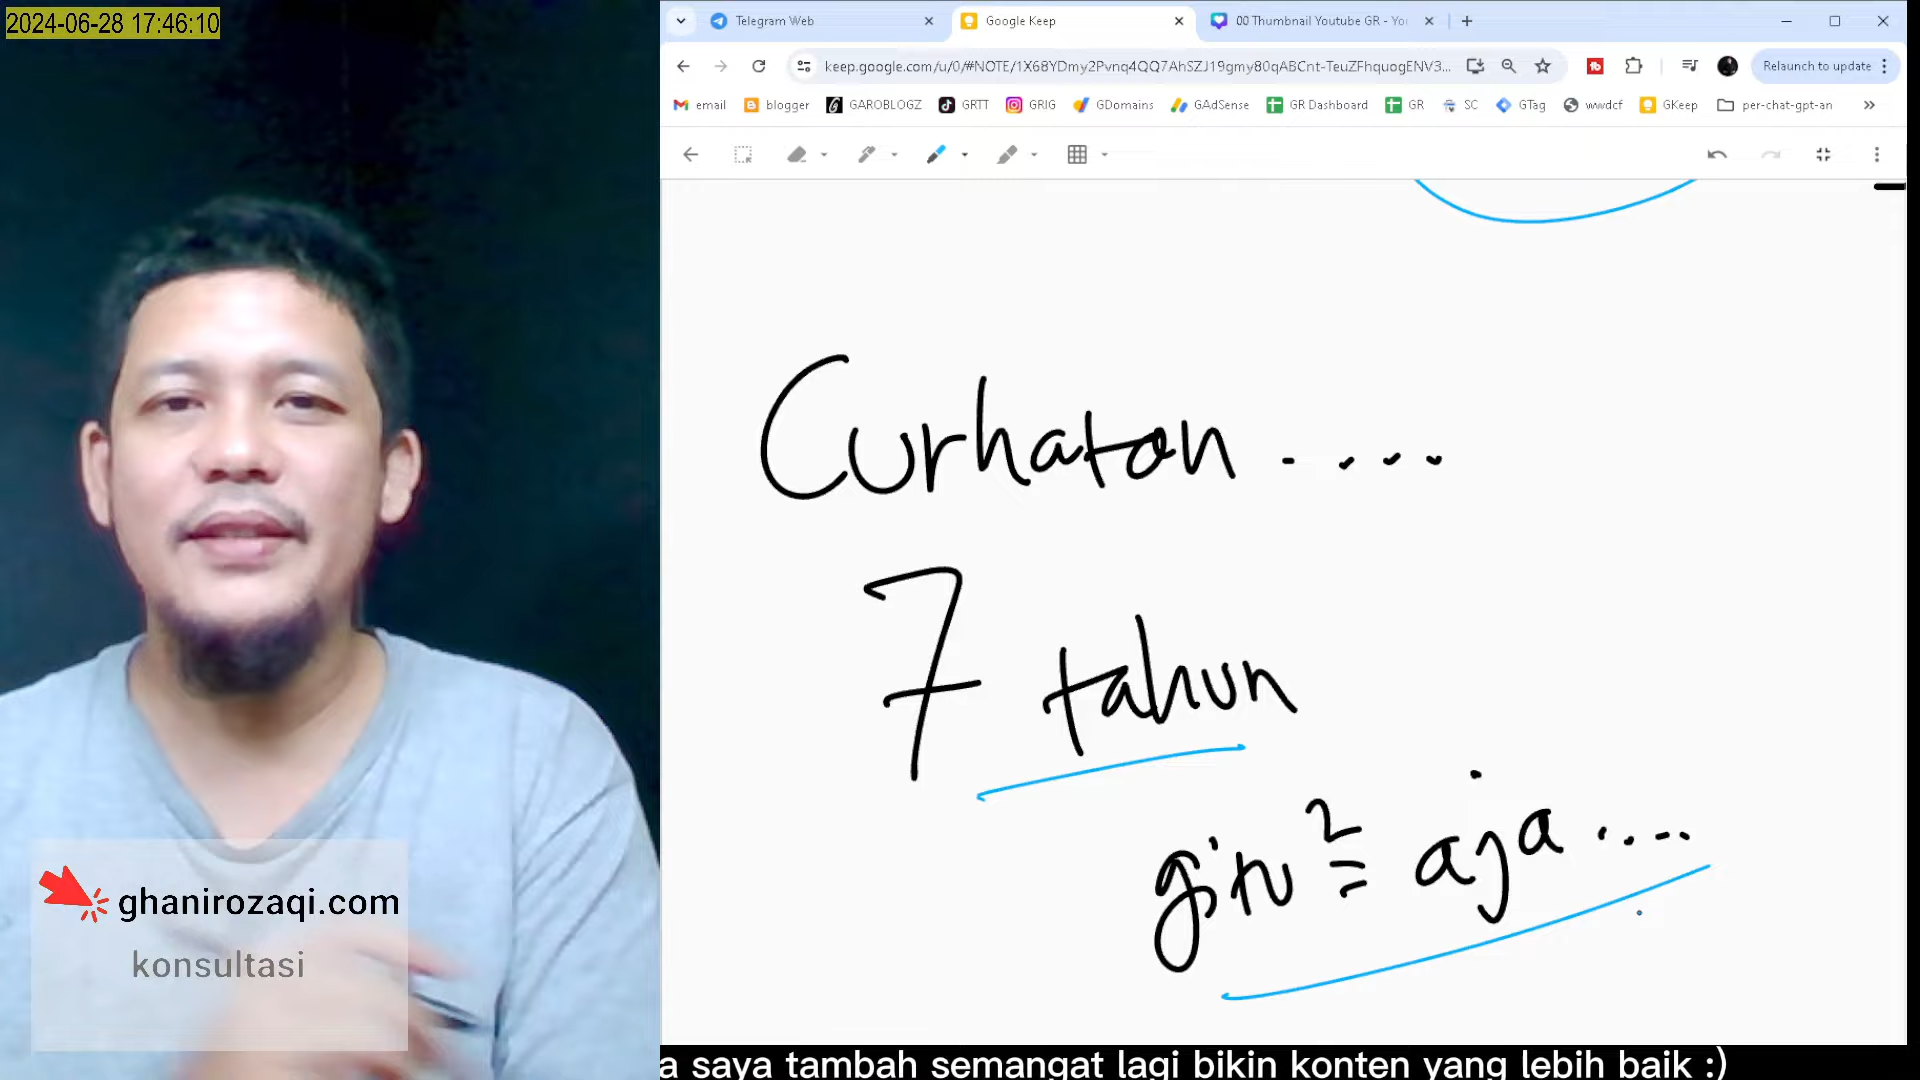 2024-06-28 17:46:10
Telegram Web
Google Keep
00 Thumbnail Youtube GR - Yo
keep.google.com/u/0/#NOTE/1X68YDmy2Pvnq4QQ7AhSZJ19gmy80qABCnt-TeuZFhquogENV3...
Relaunch to update
email
blogger
GAROBLOGZ
GRTT
GRIG
GDomains
GAdSense
GR Dashboard
GR
SC
GTag
wwdcf
GKeep
per-chat-gpt-an
Curhatan ....
7 tahun
gitu² aja ....
ghanirozaqi.com
konsultasi
a saya tambah semangat lagi bikin konten yang lebih baik :)